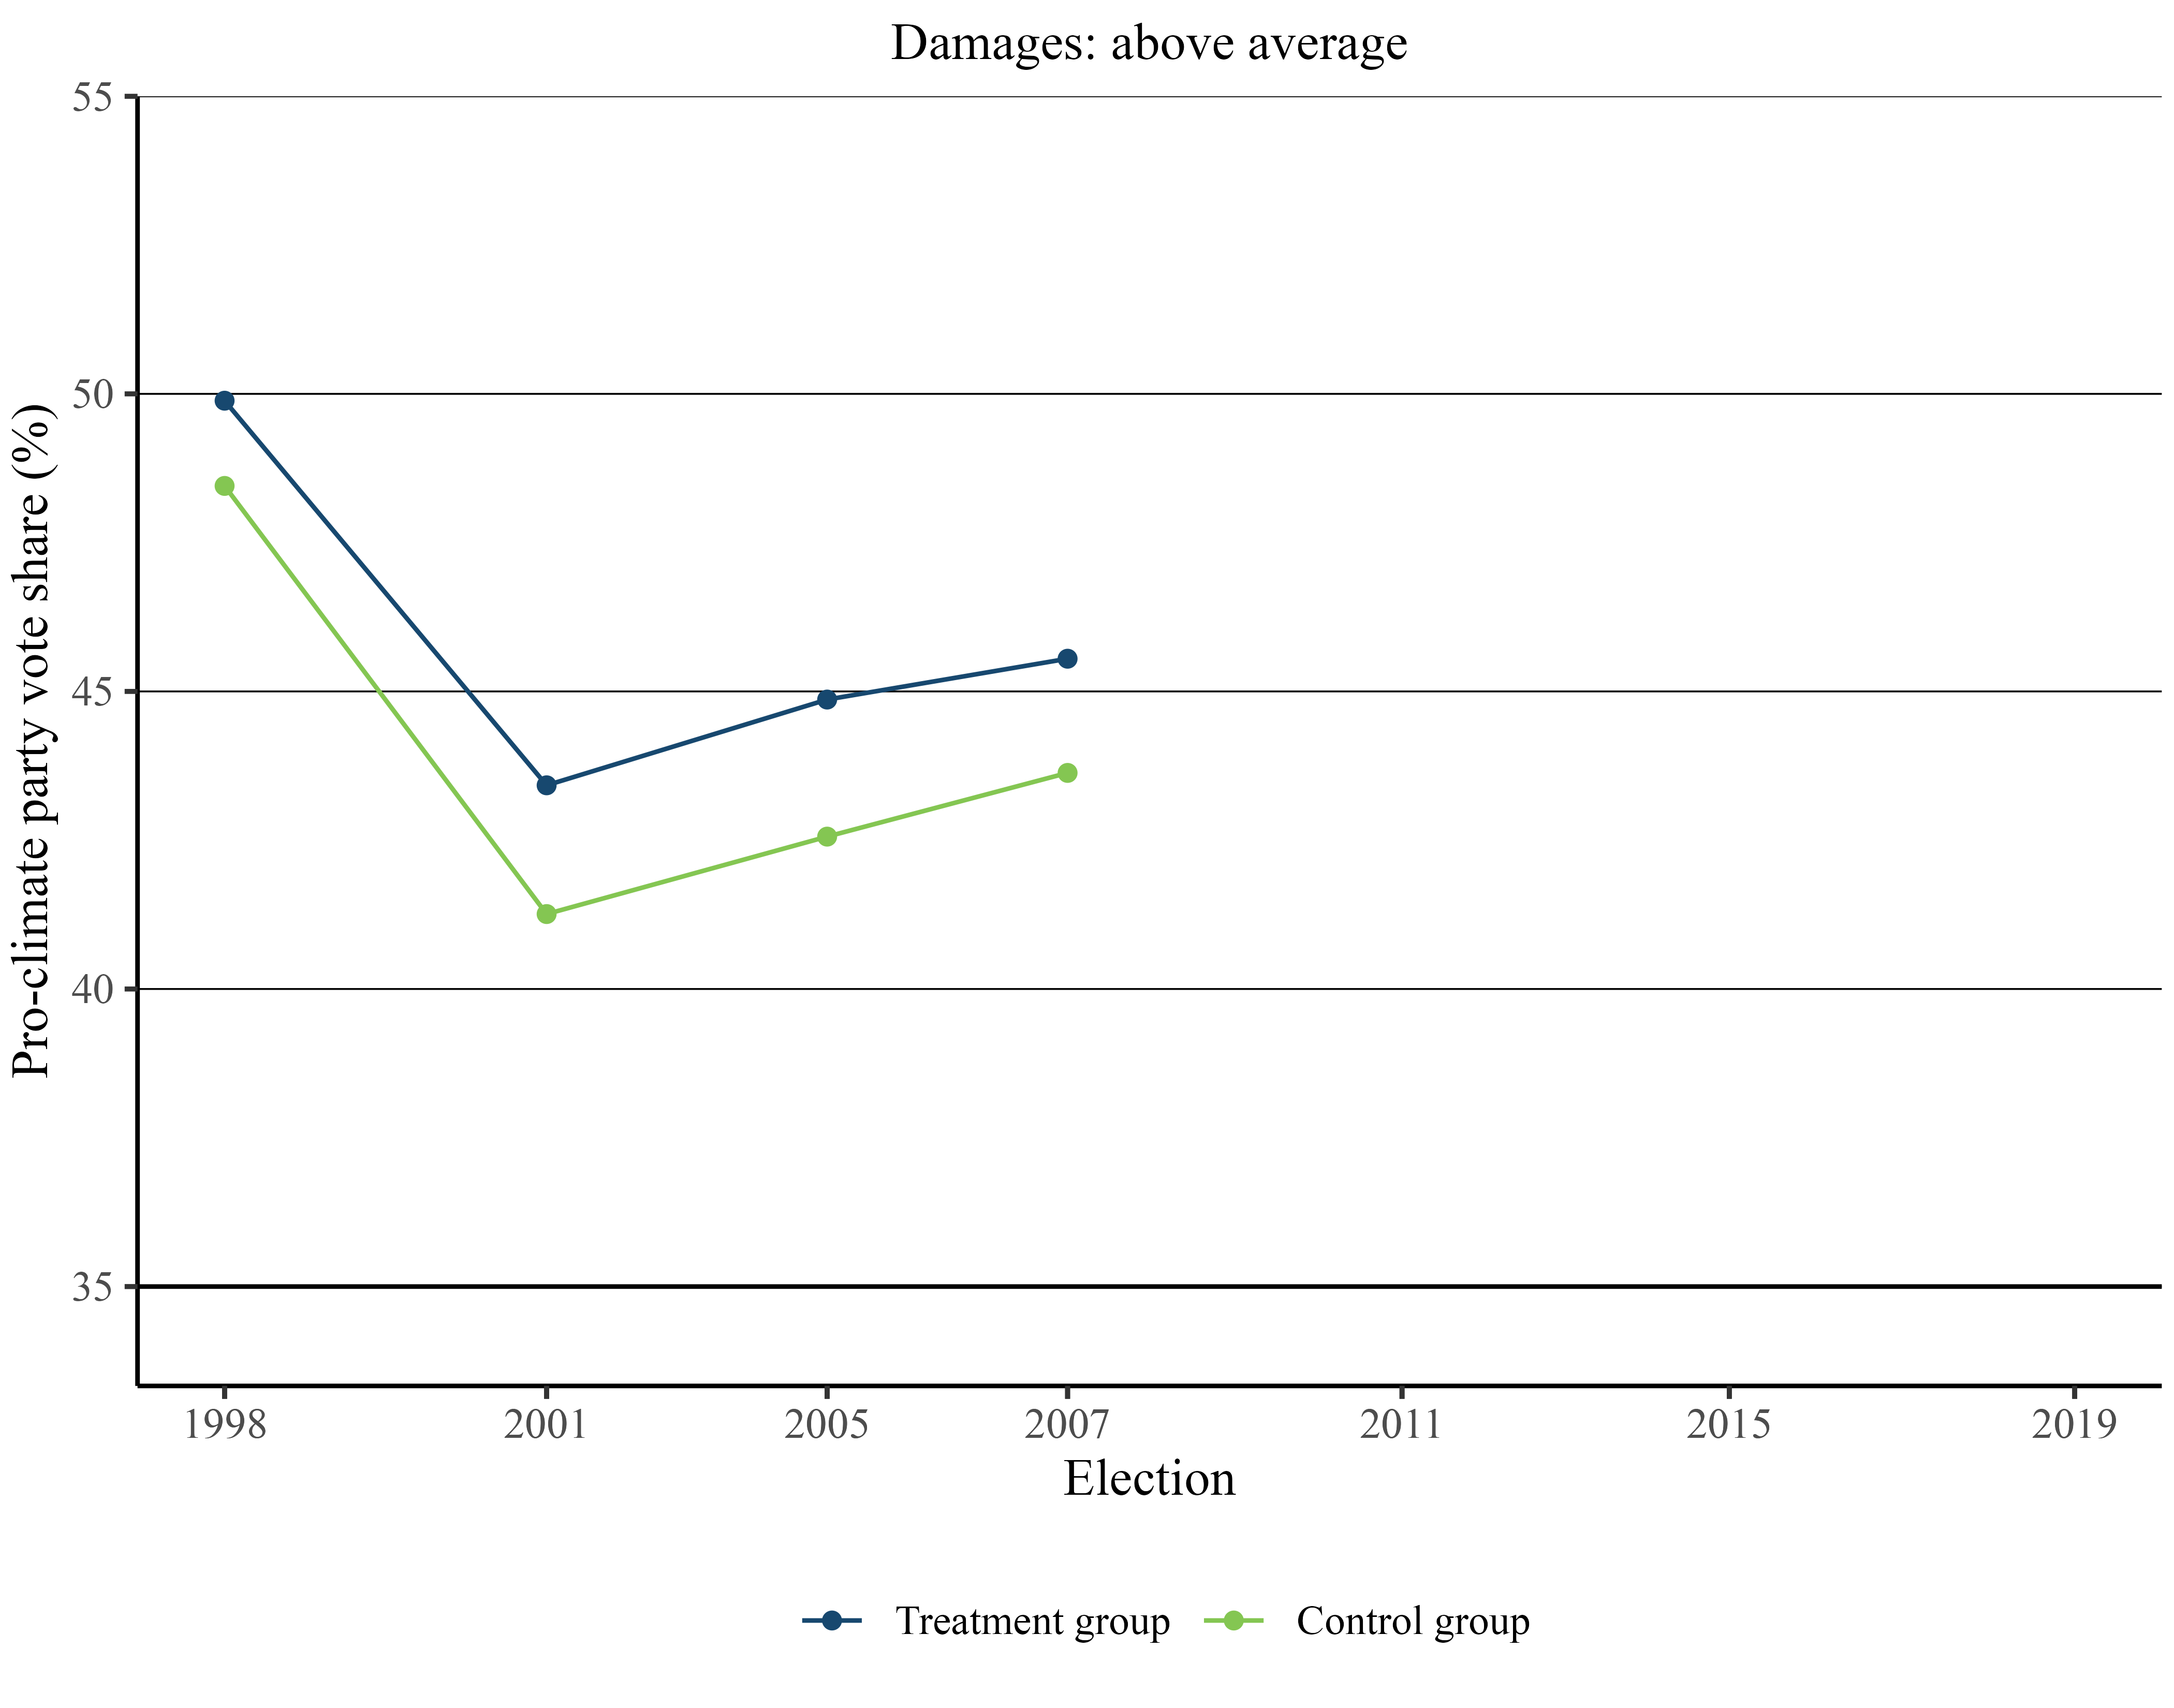 Damages: above average
55
50
45
40
35
Pro-climate party vote share (%)
1998 2001 2005 2007 2011 2015 2019
Election
Treatment group Control group